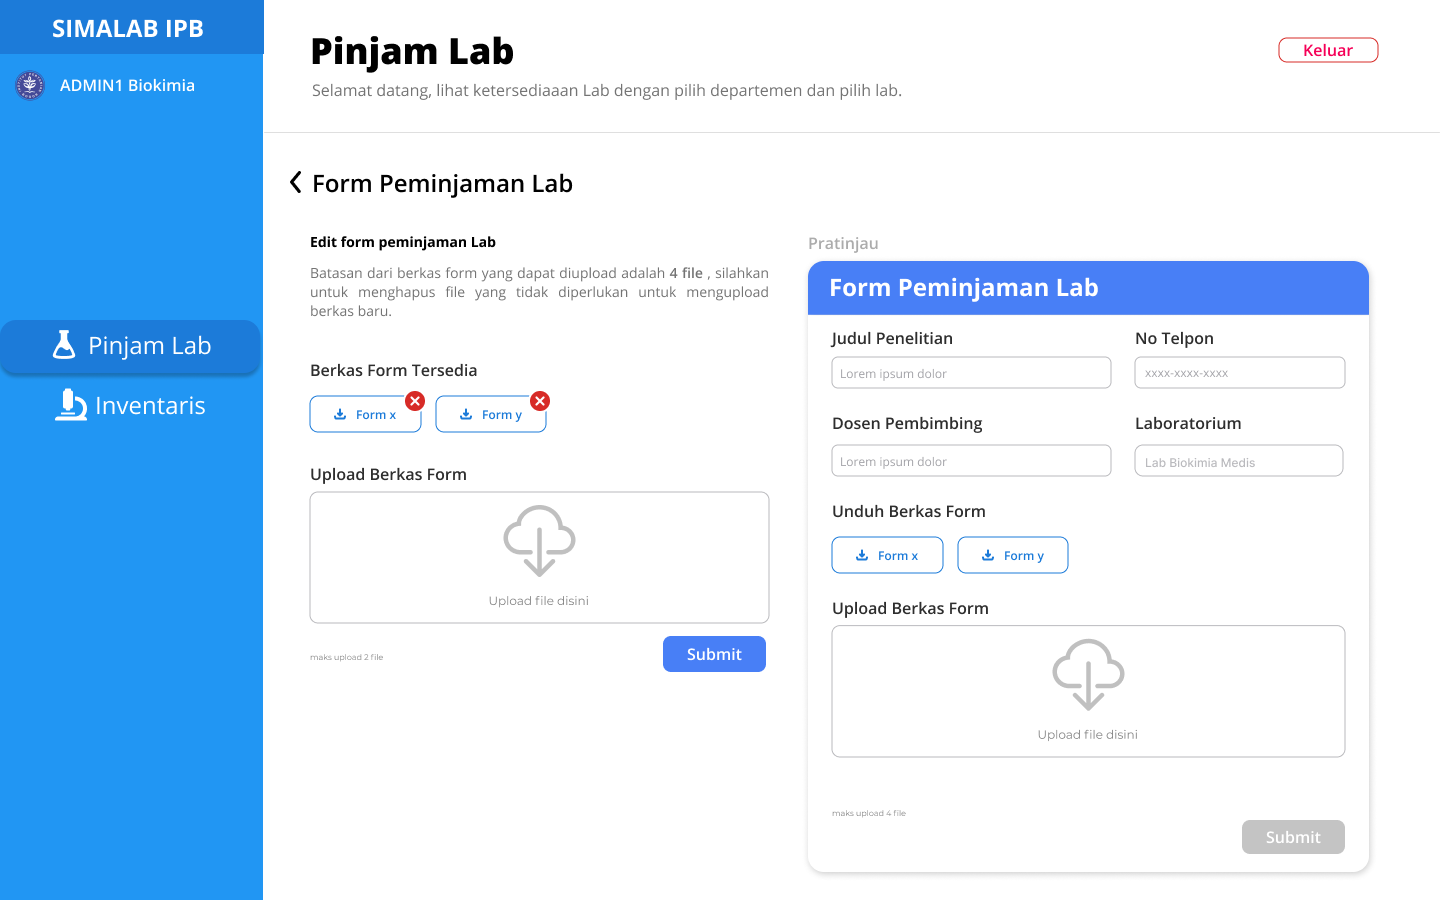 SIMALAB IPB
ADMIN1 Biokimia
Pinjam Lab
Inventaris
Pinjam Lab
Selamat datang, lihat ketersediaaan Lab dengan pilih departemen dan pilih lab.
Keluar
Form Peminjaman Lab
Edit form peminjaman Lab
Batasan dari berkas form yang dapat diupload adalah 4 file , silahkan
untuk menghapus file yang tidak diperlukan untuk mengupload
berkas baru.
Berkas Form Tersedia
Form x
Form y
Upload Berkas Form
Upload file disini
maks upload 2 file
Submit
Pratinjau
Form Peminjaman Lab
Judul Penelitian
No Telpon
Lorem ipsum dolor
xxxx-xxxx-xxxx
Dosen Pembimbing
Laboratorium
Lorem ipsum dolor
Lab Biokimia Medis
Unduh Berkas Form
Form x
Form y
Upload Berkas Form
Upload file disini
maks upload 4 file
Submit